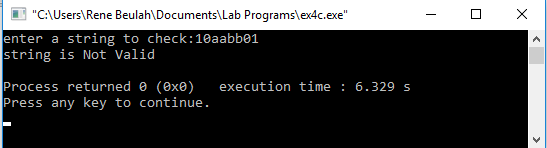 "C:\Users\Rene Beulah\Documents\Lab Programs\ex4c.exe"
enter a string to check:10aabb01
string is Not Valid
Process returned 0 (0x0)   execution time : 6.329 s
Press any key to continue.